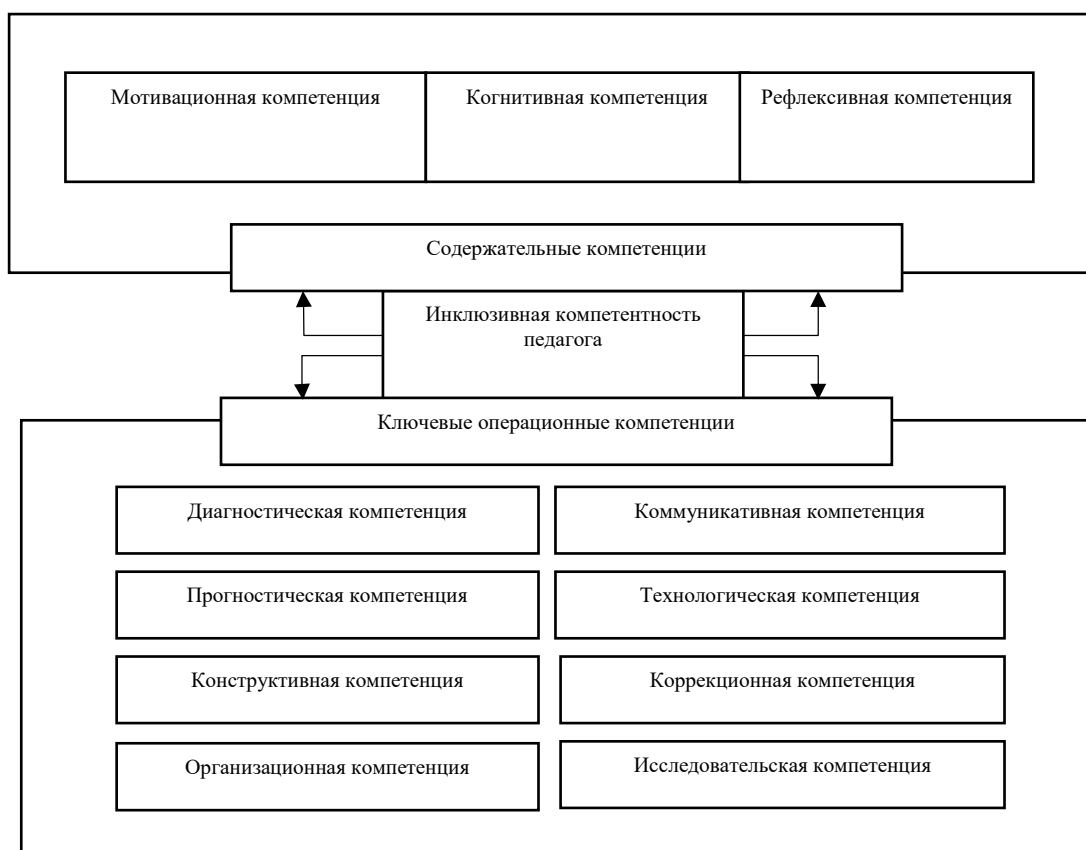 Мотивационная компетенция
Когнитивная компетенция
Рефлексивная компетенция
Содержательные компетенции
Инклюзивная компетентность
педагога
Ключевые операционные компетенции
Диагностическая компетенция
Коммуникативная компетенция
Прогностическая компетенция
Технологическая компетенция
Конструктивная компетенция
Коррекционная компетенция
Организационная компетенция
Исследовательская компетенция